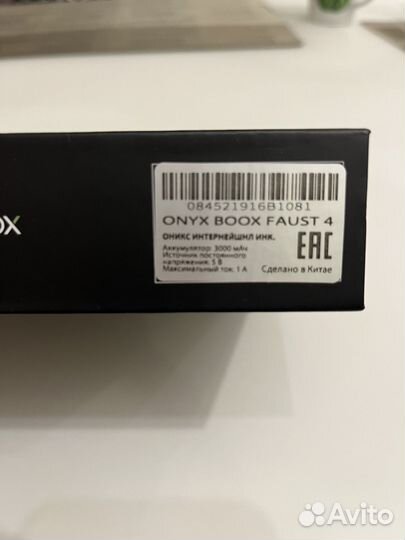 084521916B1081
ONYX BOOX FAUST 4
ОНИКС ИНТЕРНЕЙШНЛ ИНК.
Аккумулятор: 3000 мАч
Источник постоянного
напряжения: 5 В
Максимальный ток: 1 А
EAC
Сделано в Китае
OX
Avito